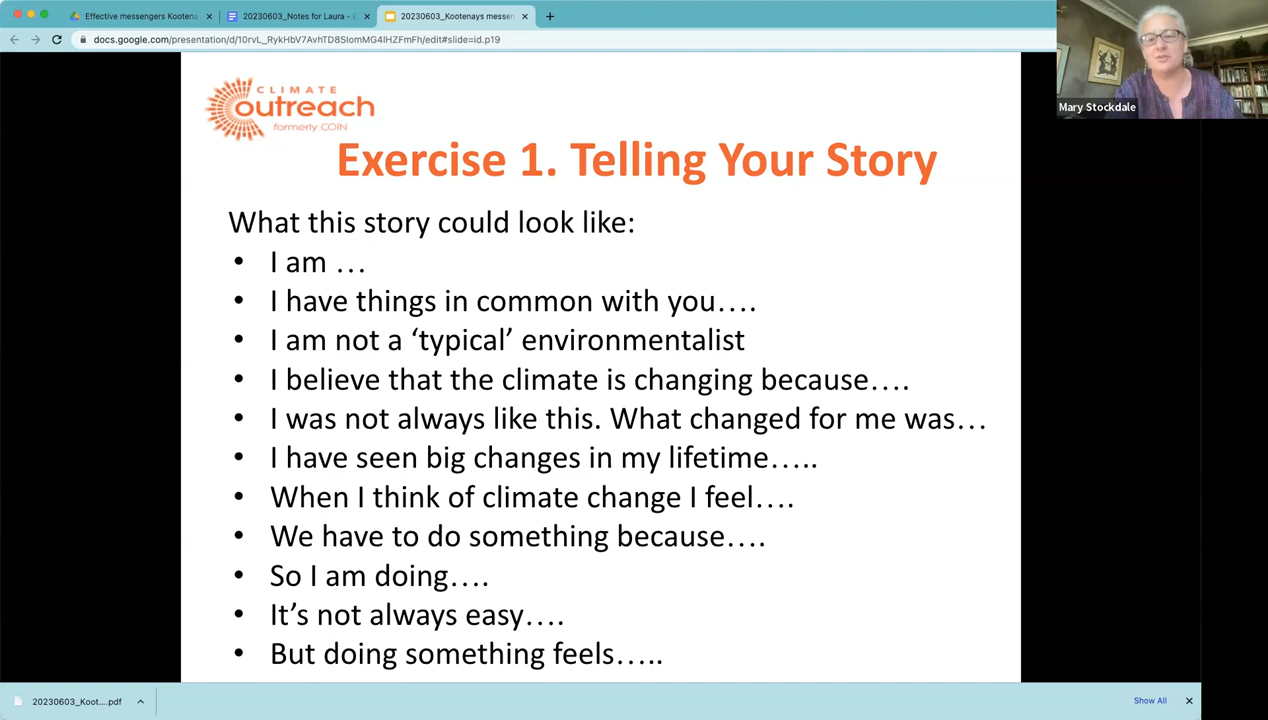 Effective messengers Kootena
20230603_Notes for Laura - G
20230603_Kootenays messen
docs.google.com/presentation/d/10rvL_RykHbV7AvhTD8SIomMG4lHZFmFh/edit#slide=id.p19
Mary Stockdale
CLIMATE
outreach
formerly COIN
Exercise 1. Telling Your Story
What this story could look like:
• I am …
• I have things in common with you….
• I am not a ‘typical’ environmentalist
• I believe that the climate is changing because….
• I was not always like this. What changed for me was…
• I have seen big changes in my lifetime…..
• When I think of climate change I feel….
• We have to do something because….
• So I am doing….
• It’s not always easy….
• But doing something feels…..
20230603_Koot....pdf
Show All